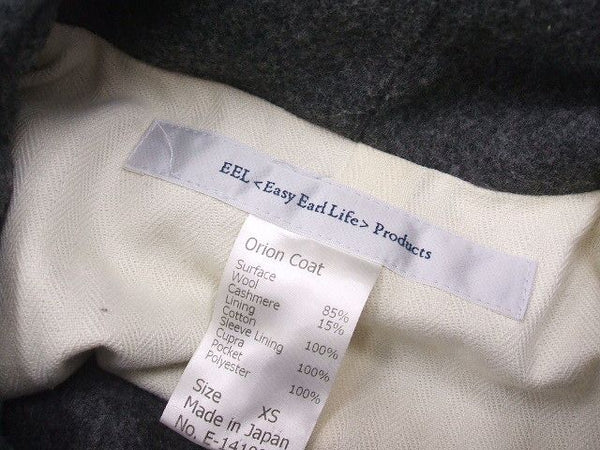 EEL <Easy Earl Life> Products
Orion Coat
Surface
Wool 85%
Cashmere 15%
Lining
Cotton 100%
Sleeve Lining
Cupra 100%
Pocket
Polyester 100%
Size XS
Made in Japan